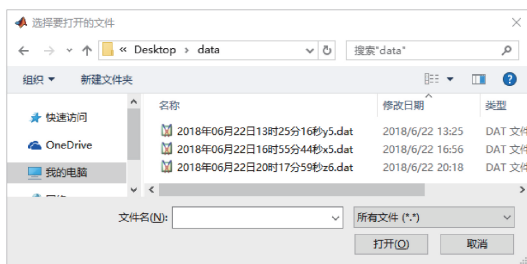 选择要打开的文件
« Desktop › data
搜索"data"
组织 新建文件夹
名称 修改日期 类型
快速访问
OneDrive
我的电脑
2018年06月22日13时25分16秒y5.dat 2018/6/22 13:25 DAT 文件
2018年06月22日16时55分44秒x5.dat 2018/6/22 16:56 DAT 文件
2018年06月22日20时17分59秒z6.dat 2018/6/22 20:18 DAT 文件
文件名(N): 所有文件 (*.*)
打开(O) 取消